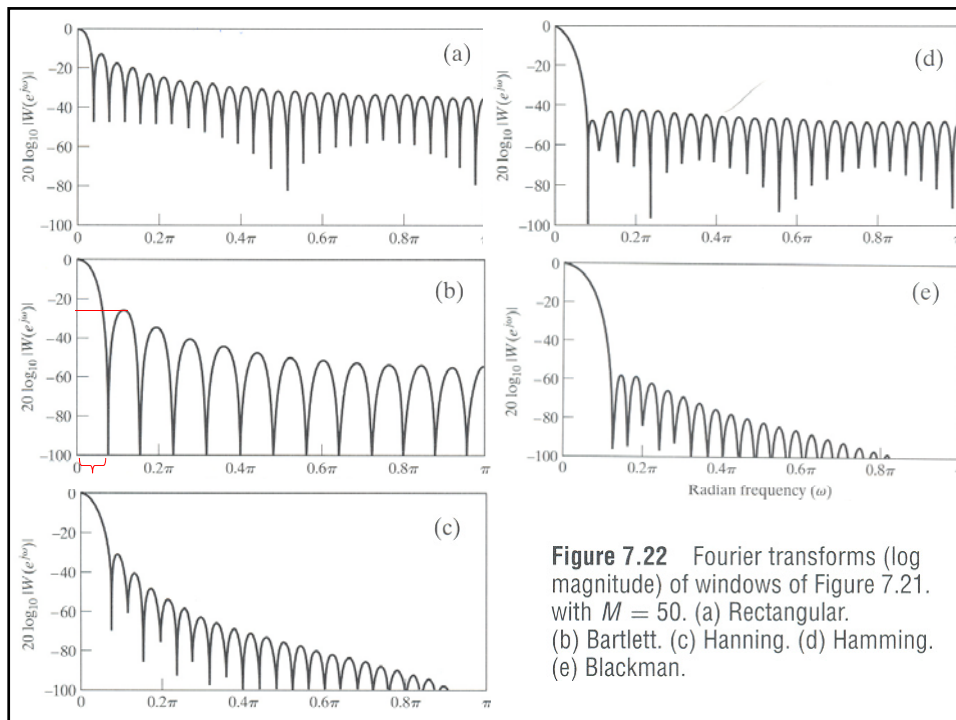 (a)
20 log10 |W(e^jω)|
0
−20
−40
−60
−80
−100
0 0.2π 0.4π 0.6π 0.8π π
(b)
20 log10 |W(e^jω)|
0
−20
−40
−60
−80
−100
0 0.2π 0.4π 0.6π 0.8π π
(c)
20 log10 |W(e^jω)|
0
−20
−40
−60
−80
−100
0 0.2π 0.4π 0.6π 0.8π π
(d)
20 log10 |W(e^jω)|
0
−20
−40
−60
−80
−100
0 0.2π 0.4π 0.6π 0.8π
(e)
20 log10 |W(e^jω)|
0
−20
−40
−60
−80
−100
0 0.2π 0.4π 0.6π 0.8π
Radian frequency (ω)
Figure 7.22 Fourier transforms (log
magnitude) of windows of Figure 7.21.
with M = 50. (a) Rectangular.
(b) Bartlett. (c) Hanning. (d) Hamming.
(e) Blackman.